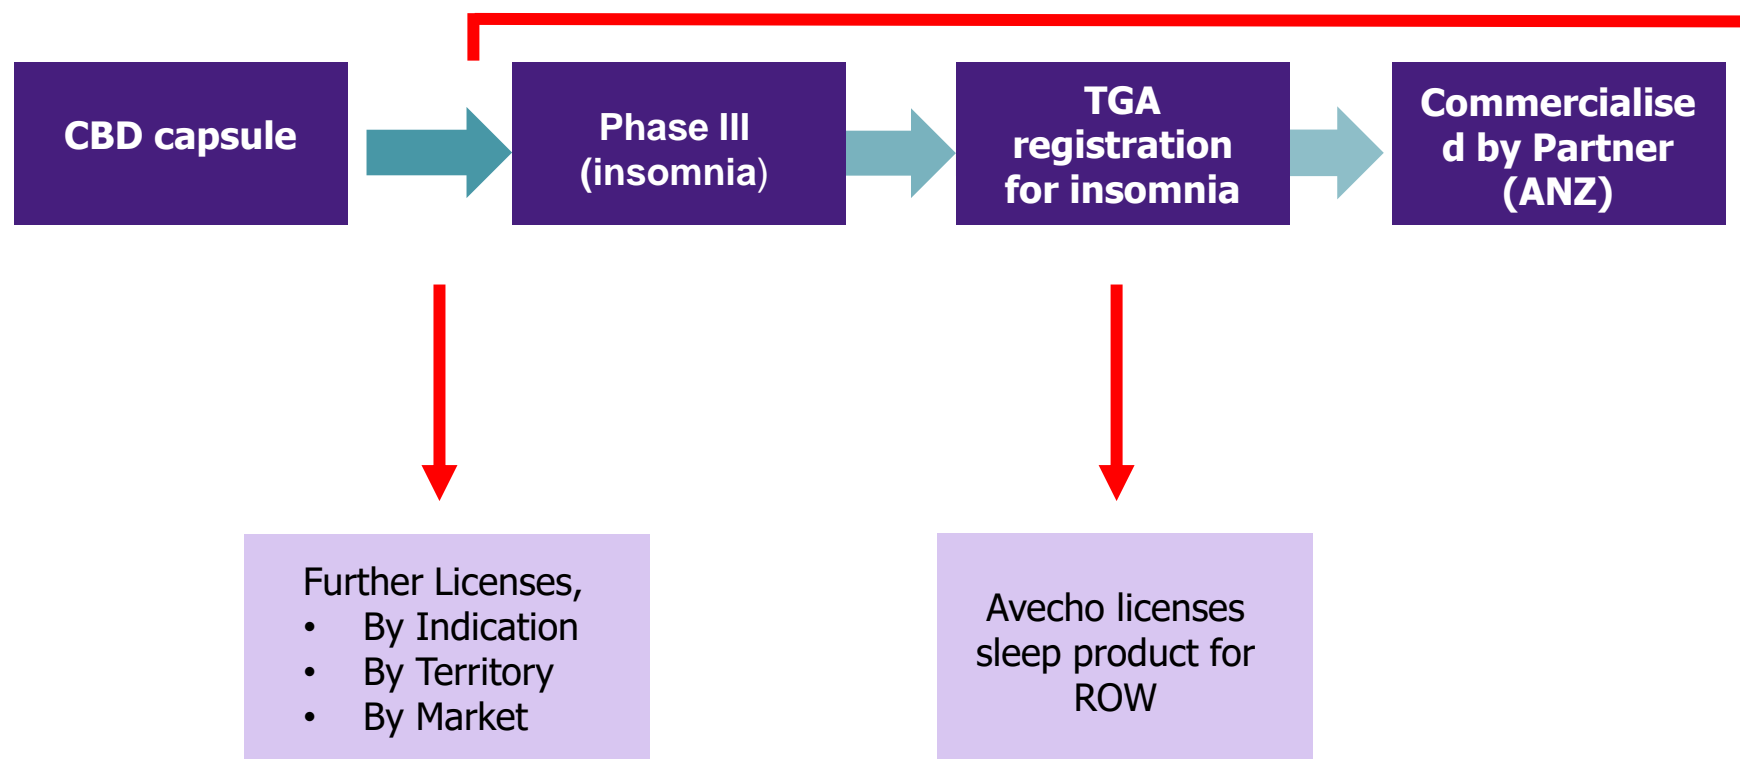 CBD capsule
Phase III
(insomnia)
TGA
registration
for insomnia
Commercialise
d by Partner
(ANZ)
Further Licenses,
• By Indication
• By Territory
• By Market
Avecho licenses
sleep product for
ROW